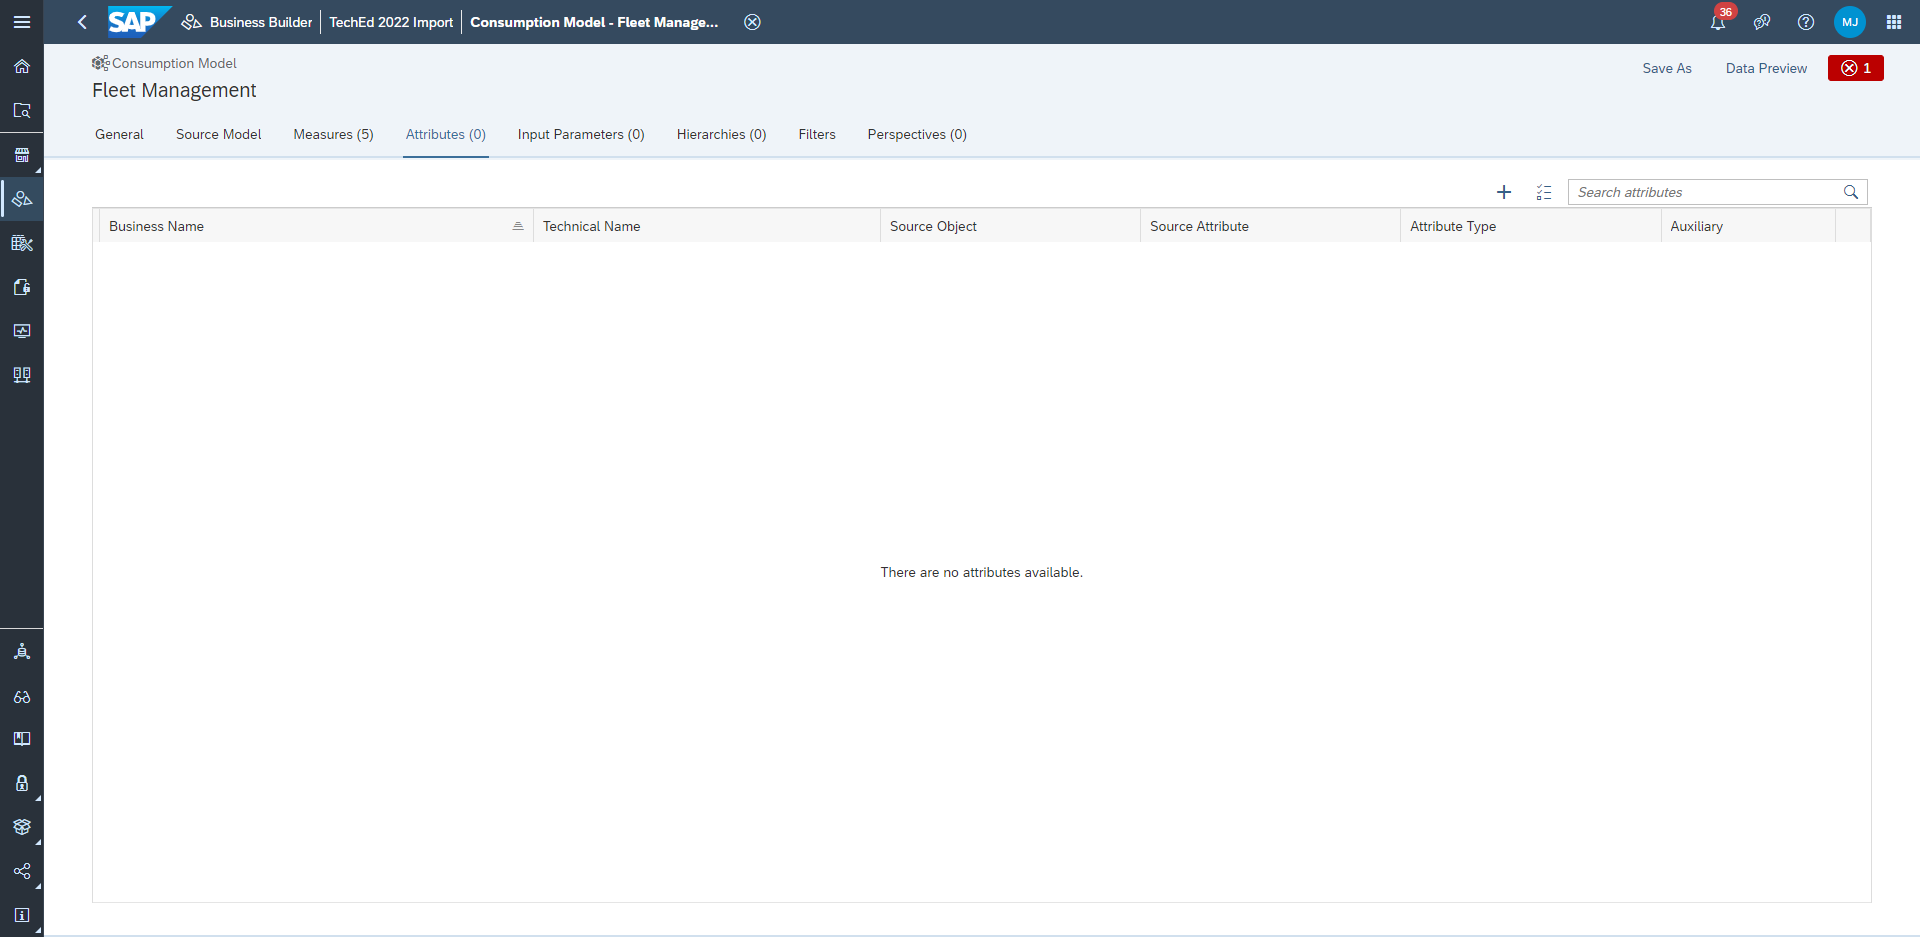 SAP Business Builder TechEd 2022 Import Consumption Model - Fleet Manage... 36 MJ
Consumption Model
Save As Data Preview 1
Fleet Management
General Source Model Measures (5) Attributes (0) Input Parameters (0) Hierarchies (0) Filters Perspectives (0)
Search attributes
Business Name Technical Name Source Object Source Attribute Attribute Type Auxiliary
There are no attributes available.